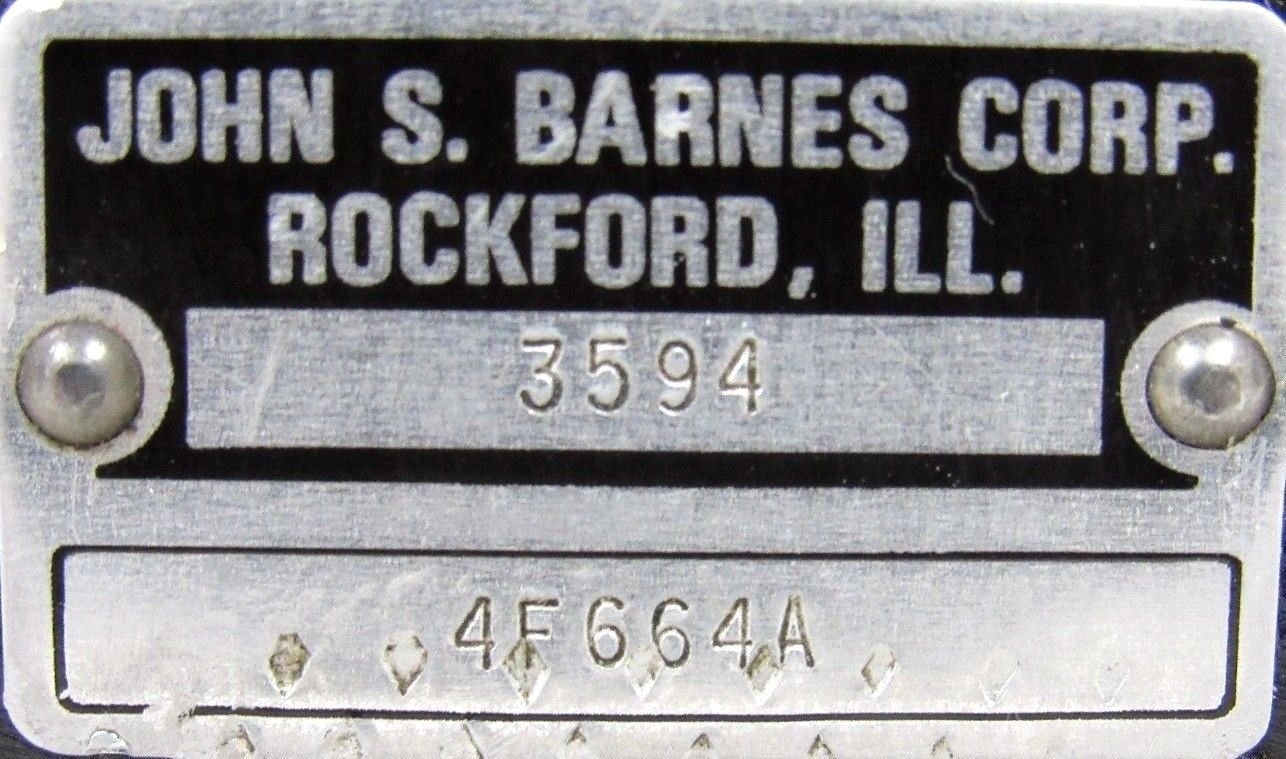 JOHN S. BARNES CORP.
ROCKFORD, ILL.
3594
4F664A